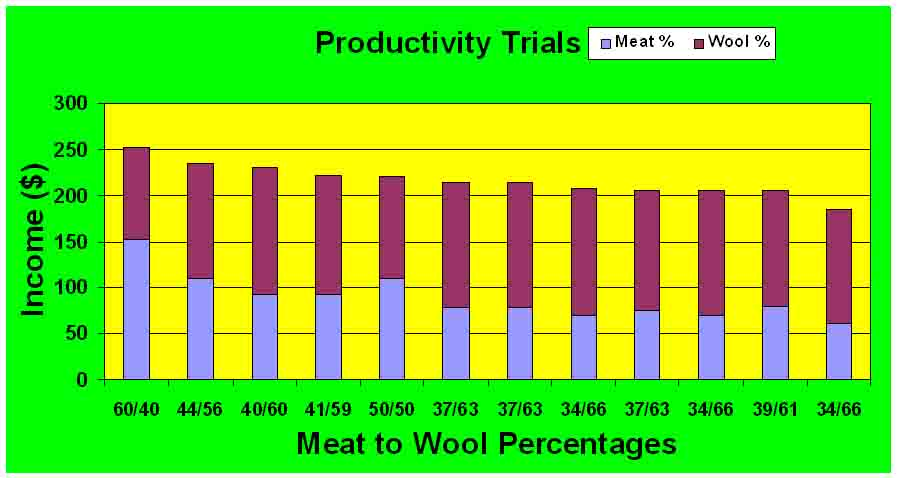 Productivity Trials
Meat % Wool %
300
250
200
150
100
50
0
Income ($)
60/40 44/56 40/60 41/59 50/50 37/63 37/63 34/66 37/63 34/66 39/61 34/66
Meat to Wool Percentages